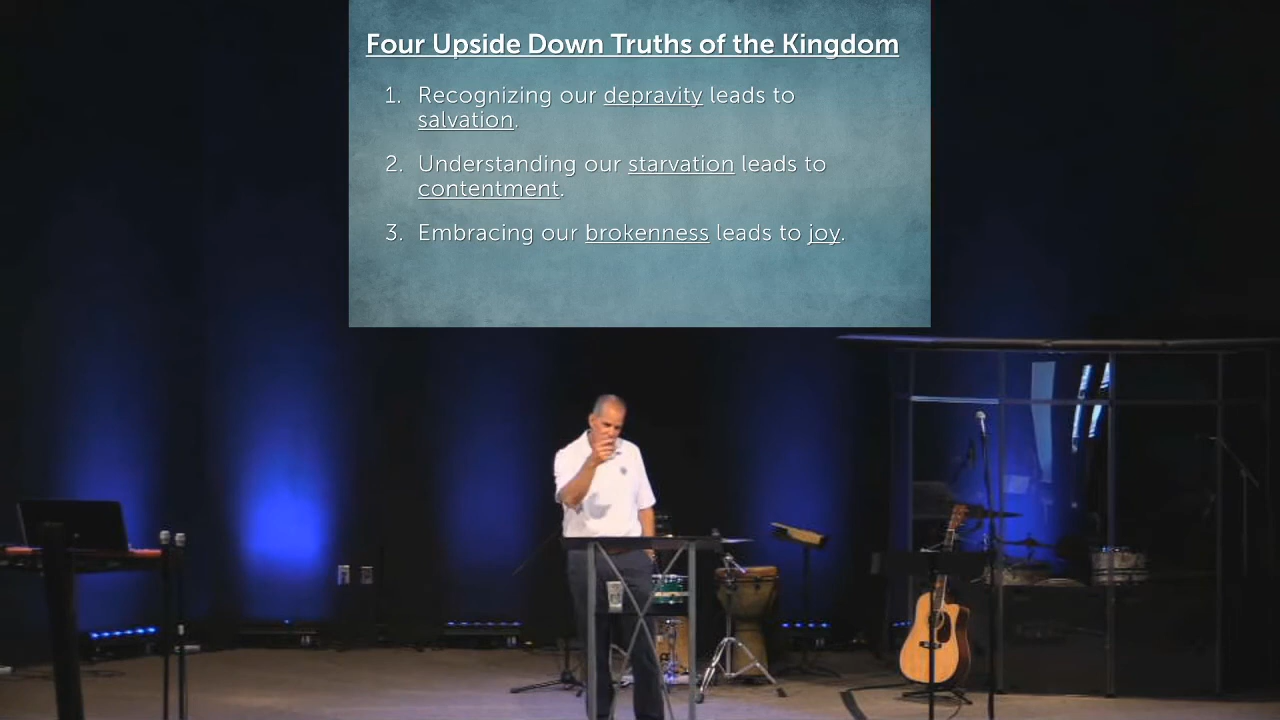 Four Upside Down Truths of the Kingdom
1. Recognizing our depravity leads to
salvation.
2. Understanding our starvation leads to
contentment.
3. Embracing our brokenness leads to joy.